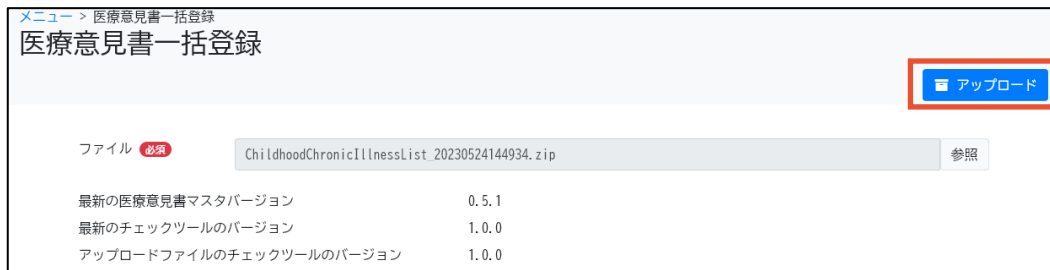 メニュー > 医療意見書一括登録
医療意見書一括登録
アップロード
ファイル 必須 ChildhoodChronicIllnessList_20230524144934.zip 参照
最新の医療意見書マスタバージョン 0.5.1
最新のチェックツールのバージョン 1.0.0
アップロードファイルのチェックツールのバージョン 1.0.0